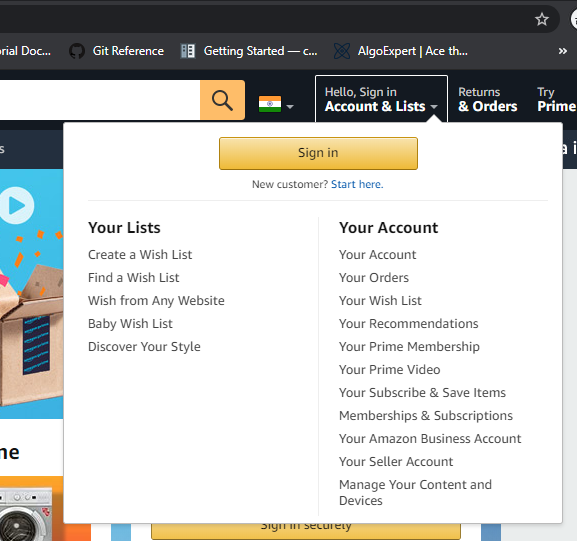 orial Doc...
Git Reference
Getting Started — c...
AlgoExpert | Ace th...
»
Hello, Sign in
Account & Lists
Returns
& Orders
Try
Prime
s
a i
Sign in
New customer? Start here.
Your Lists
Create a Wish List
Find a Wish List
Wish from Any Website
Baby Wish List
Discover Your Style
Your Account
Your Account
Your Orders
Your Wish List
Your Recommendations
Your Prime Membership
Your Prime Video
Your Subscribe & Save Items
Memberships & Subscriptions
Your Amazon Business Account
Your Seller Account
Manage Your Content and
Devices
ne
Sign in securely